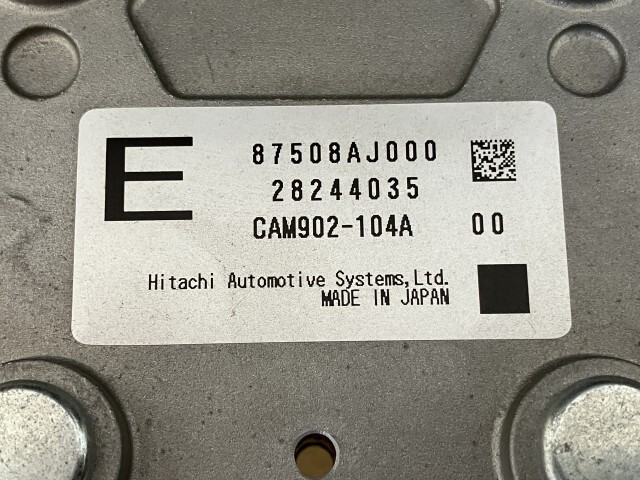 E
87508AJ000
28244035
CAM902-104A 00
Hitachi Automotive Systems,Ltd.
MADE IN JAPAN